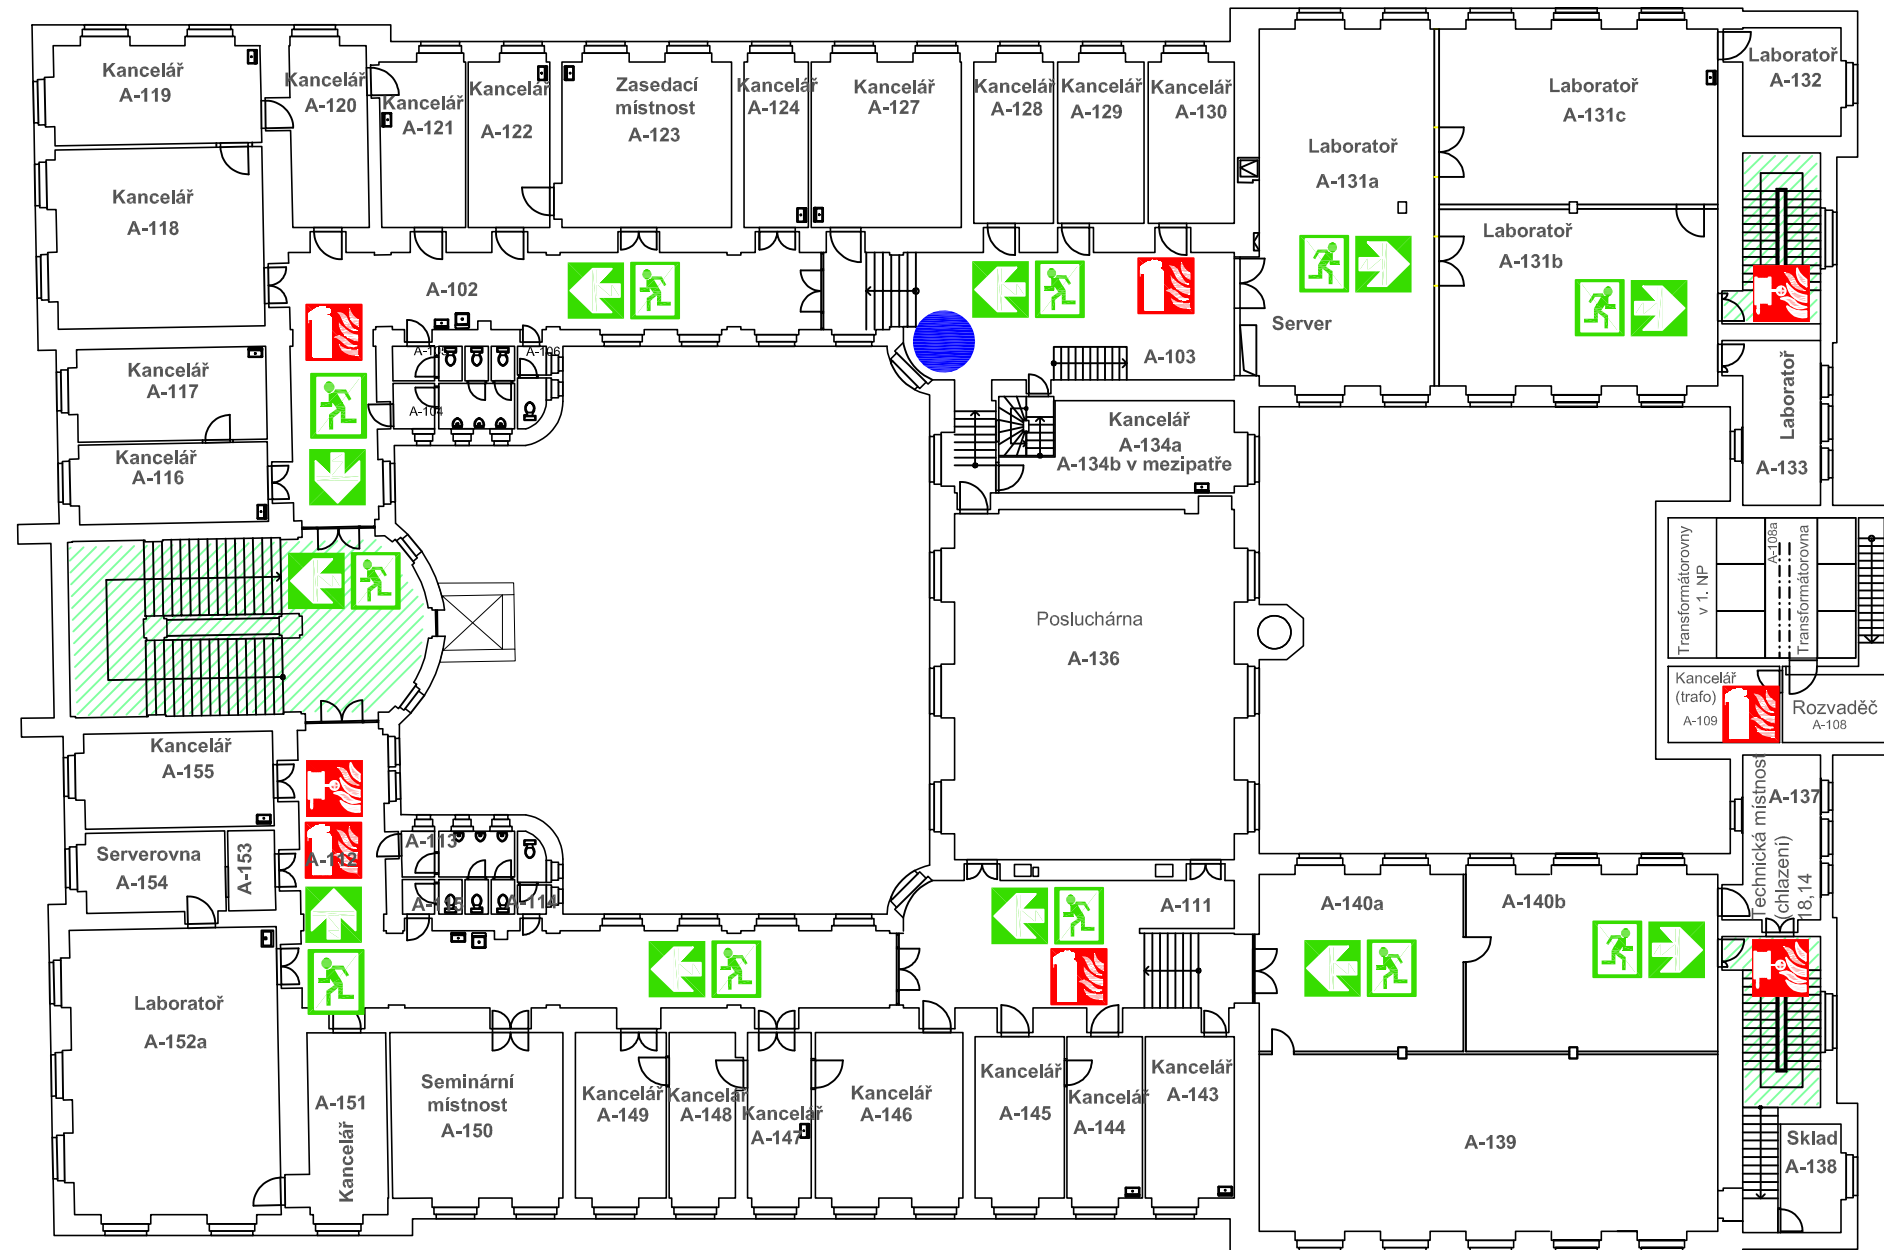 Kancelář
A-119
Kancelář
A-120
Kancelář
A-121
Kancelář
A-122
Zasedací
místnost
A-123
Kancelář
A-124
Kancelář
A-127
Kancelář
A-128
Kancelář
A-129
Kancelář
A-130
Laboratoř
A-131a
Laboratoř
A-131c
Laboratoř
A-132
Kancelář
A-118
A-102
Laboratoř
A-131b
Server
A-103
A-105
A-106
A-104
Kancelář
A-117
Kancelář
A-116
Kancelář
A-134a
A-134b v mezipatře
Laboratoř
A-133
Transformátorovny
v 1. NP
A-108a
Transformátorovna
Posluchárna
A-136
Kancelář
(trafo)
A-109
Rozvaděč
A-108
Kancelář
A-155
Serverovna
A-154
A-153
A-112
A-113
A-115
A-114
A-111
A-140a
A-140b
Technická místnost
(chlazení)
18,14
A-137
Laboratoř
A-152a
A-151
Kancelář
Seminární
místnost
A-150
Kancelář
A-149
Kancelář
A-148
Kancelář
A-147
Kancelář
A-146
Kancelář
A-145
Kancelář
A-144
Kancelář
A-143
A-139
Sklad
A-138